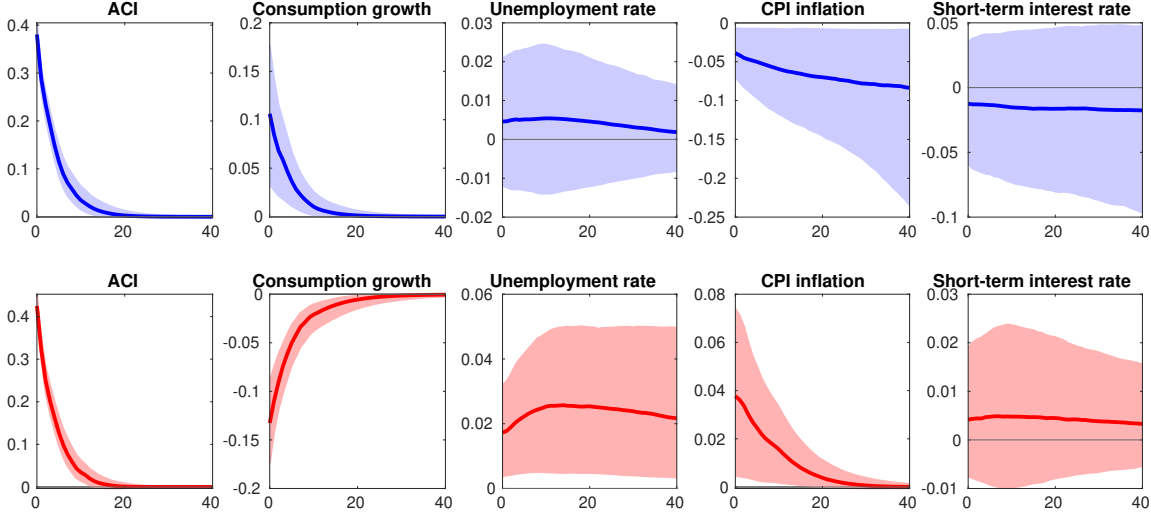 ACI Consumption growth Unemployment rate CPI inflation Short-term interest rate
0.4 0.2 0.03 0 0.05
0.3 0.15 0.02 -0.05 0
0.2 0.1 0.01 -0.1 -0.05
0.1 0.05 0 -0.15 -0.1
0 0 -0.01 -0.2
-0.02 -0.25
0 20 40 0 20 40 0 20 40 0 20 40 0 20 40
ACI Consumption growth Unemployment rate CPI inflation Short-term interest rate
0.4 0 0.06 0.08 0.03
0.3 -0.05 0.04 0.06 0.02
0.2 -0.1 0.02 0.04 0.01
0.1 -0.15 0 0.02 0
0 -0.2 0 -0.01
0 20 40 0 20 40 0 20 40 0 20 40 0 20 40